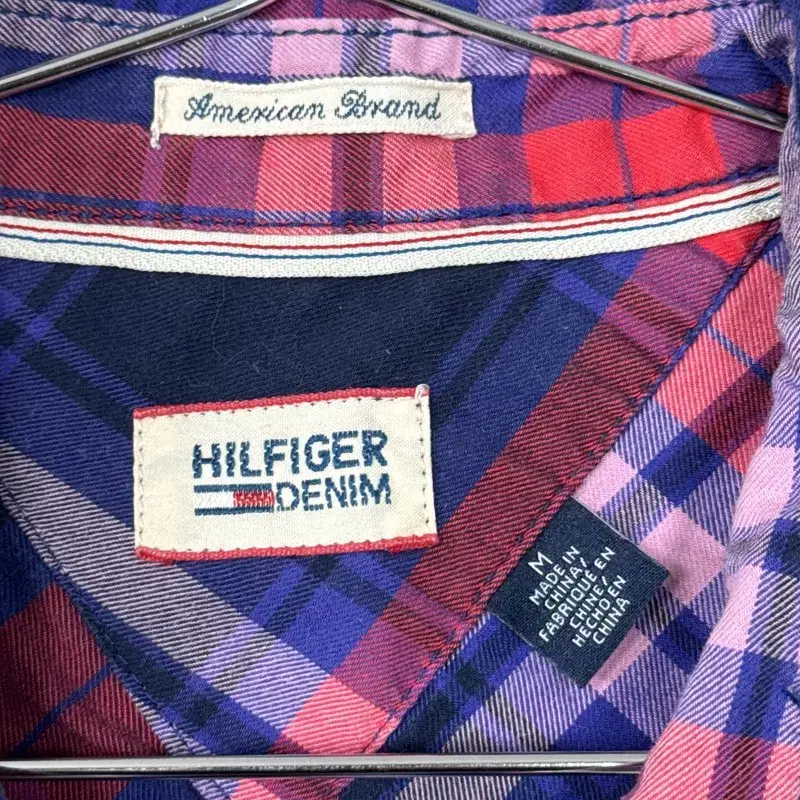 American Brand
HILFIGER
DENIM
M
MADE IN
CHINA/
FABRIQUE EN
CHINE/
HECHO EN
CHINA